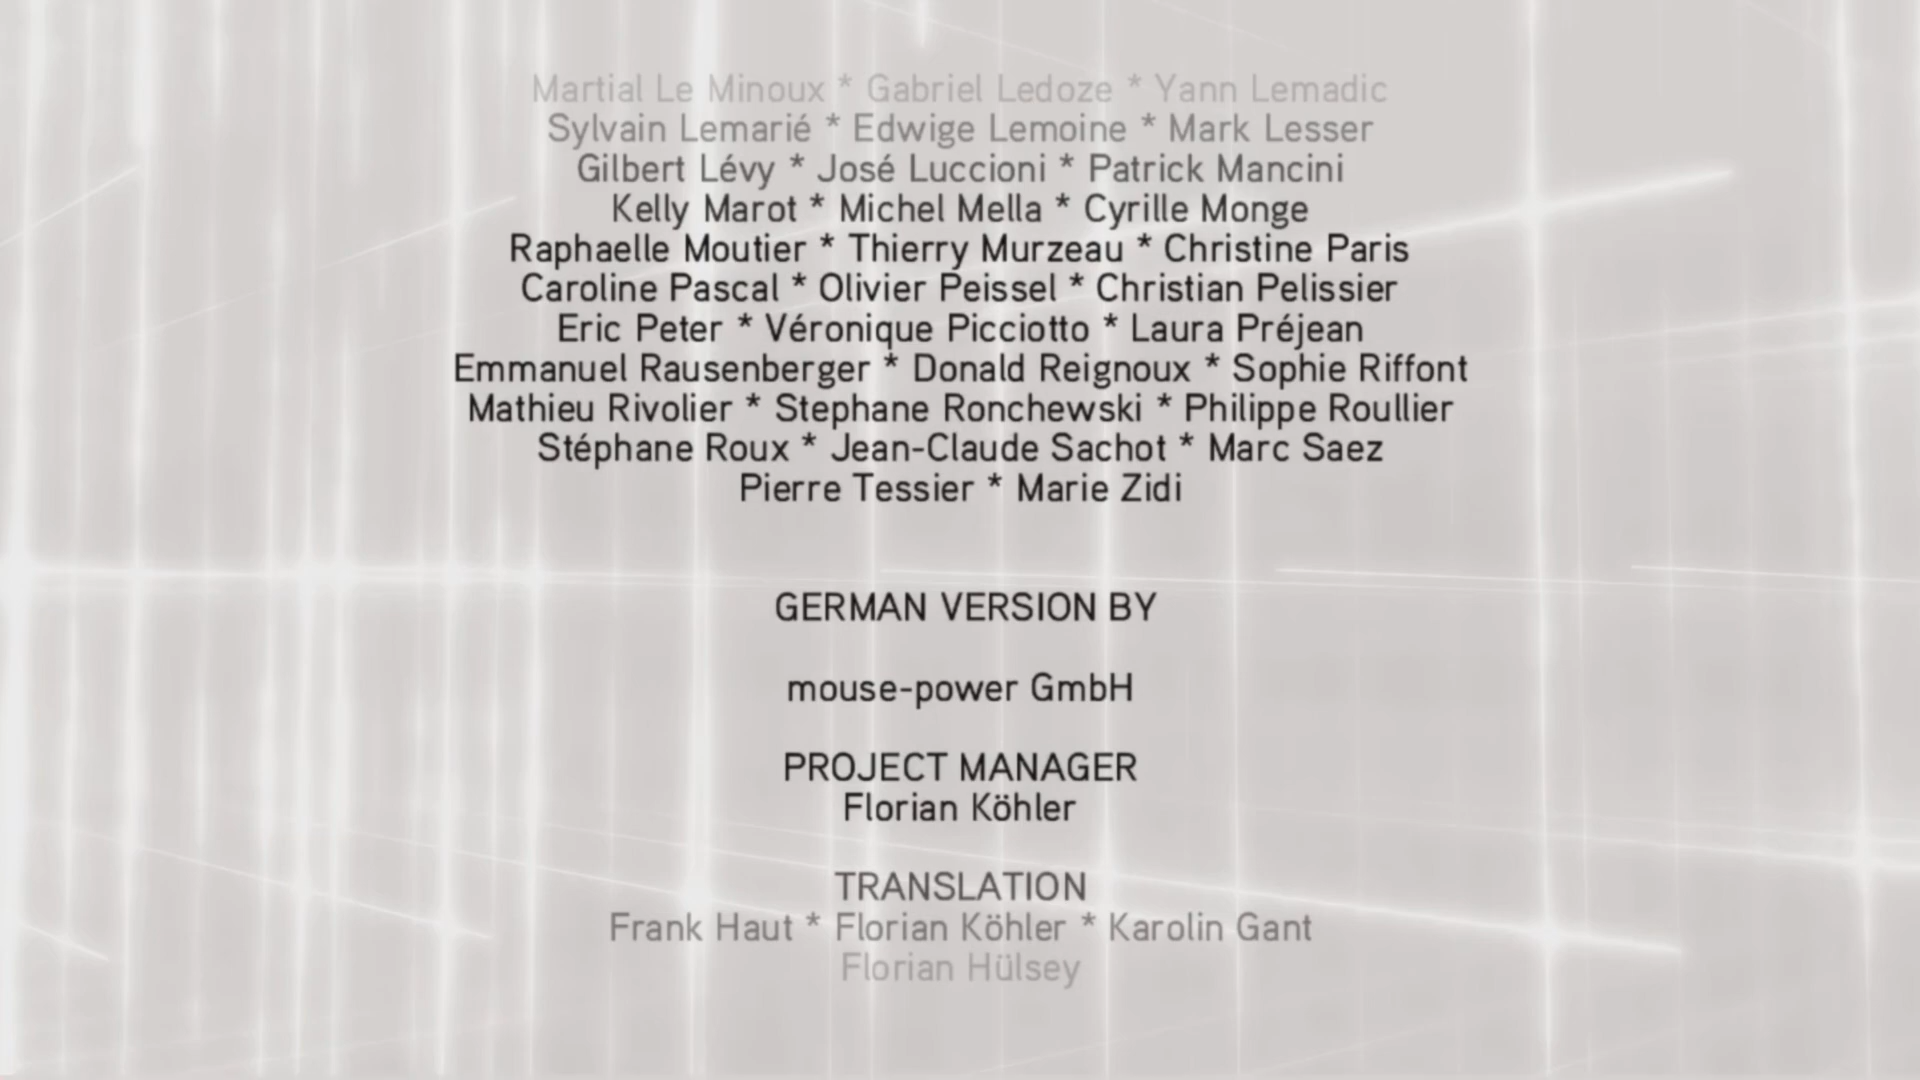 Martial Le Minoux * Gabriel Ledoze * Yann Lemadic
Sylvain Lemarié * Edwige Lemoine * Mark Lesser
Gilbert Lévy * José Luccioni * Patrick Mancini
Kelly Marot * Michel Mella * Cyrille Monge
Raphaelle Moutier * Thierry Murzeau * Christine Paris
Caroline Pascal * Olivier Peissel * Christian Pelissier
Eric Peter * Véronique Picciotto * Laura Préjean
Emmanuel Rausenberger * Donald Reignoux * Sophie Riffont
Mathieu Rivolier * Stephane Ronchewski * Philippe Roullier
Stéphane Roux * Jean-Claude Sachot * Marc Saez
Pierre Tessier * Marie Zidi
GERMAN VERSION BY
mouse-power GmbH
PROJECT MANAGER
Florian Köhler
TRANSLATION
Frank Haut * Florian Köhler * Karolin Gant
Florian Hülsey